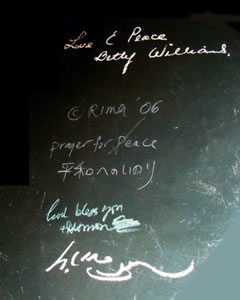 Love & Peace
Betty Williams.
© RIMA '06
prayer for Peace
平和へのいのり
God bless you